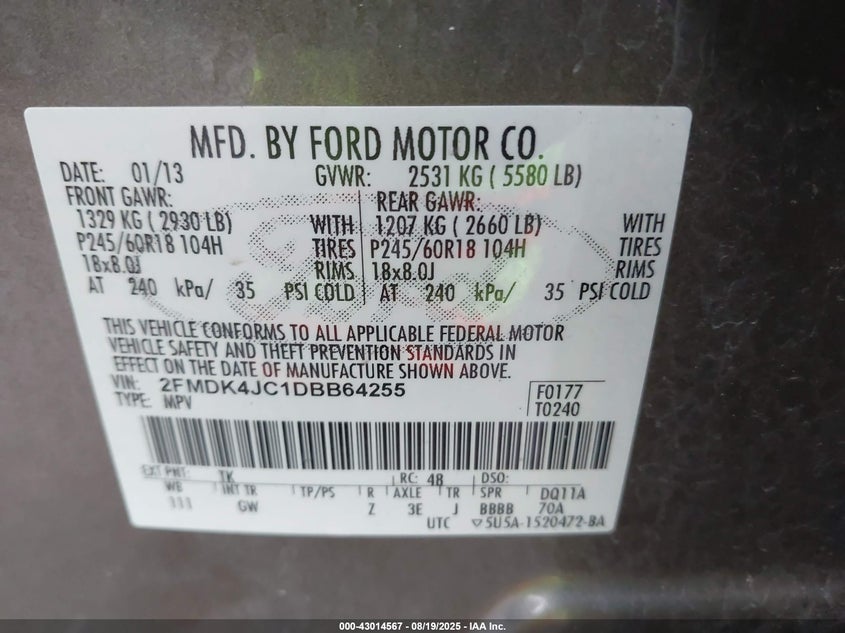 MFD. BY FORD MOTOR CO.
DATE: 01/13 GVWR: 2531 KG ( 5580 LB)
FRONT GAWR: REAR GAWR:
1329 KG ( 2930 LB) WITH 1207 KG ( 2660 LB) WITH
P245/60R18 104H TIRES P245/60R18 104H TIRES
18x8.0J RIMS 18x8.0J RIMS
AT 240 kPa/ 35 PSI COLD AT 240 kPa/ 35 PSI COLD
THIS VEHICLE CONFORMS TO ALL APPLICABLE FEDERAL MOTOR
VEHICLE SAFETY AND THEFT PREVENTION STANDARDS IN
EFFECT ON THE DATE OF MANUFACTURE SHOWN ABOVE.
VIN: 2FMDK4JC1DBB64255 F0177
TYPE: MPV T0240
EXT PNT: TK RC: 48 DSO:
WB INT TR TP/PS R AXLE TR SPR DQ11A
GW Z 3E J BBBB 70A
UTC ▽5U5A-1520472-BA
000-43014567 - 08/19/2025 - IAA Inc.